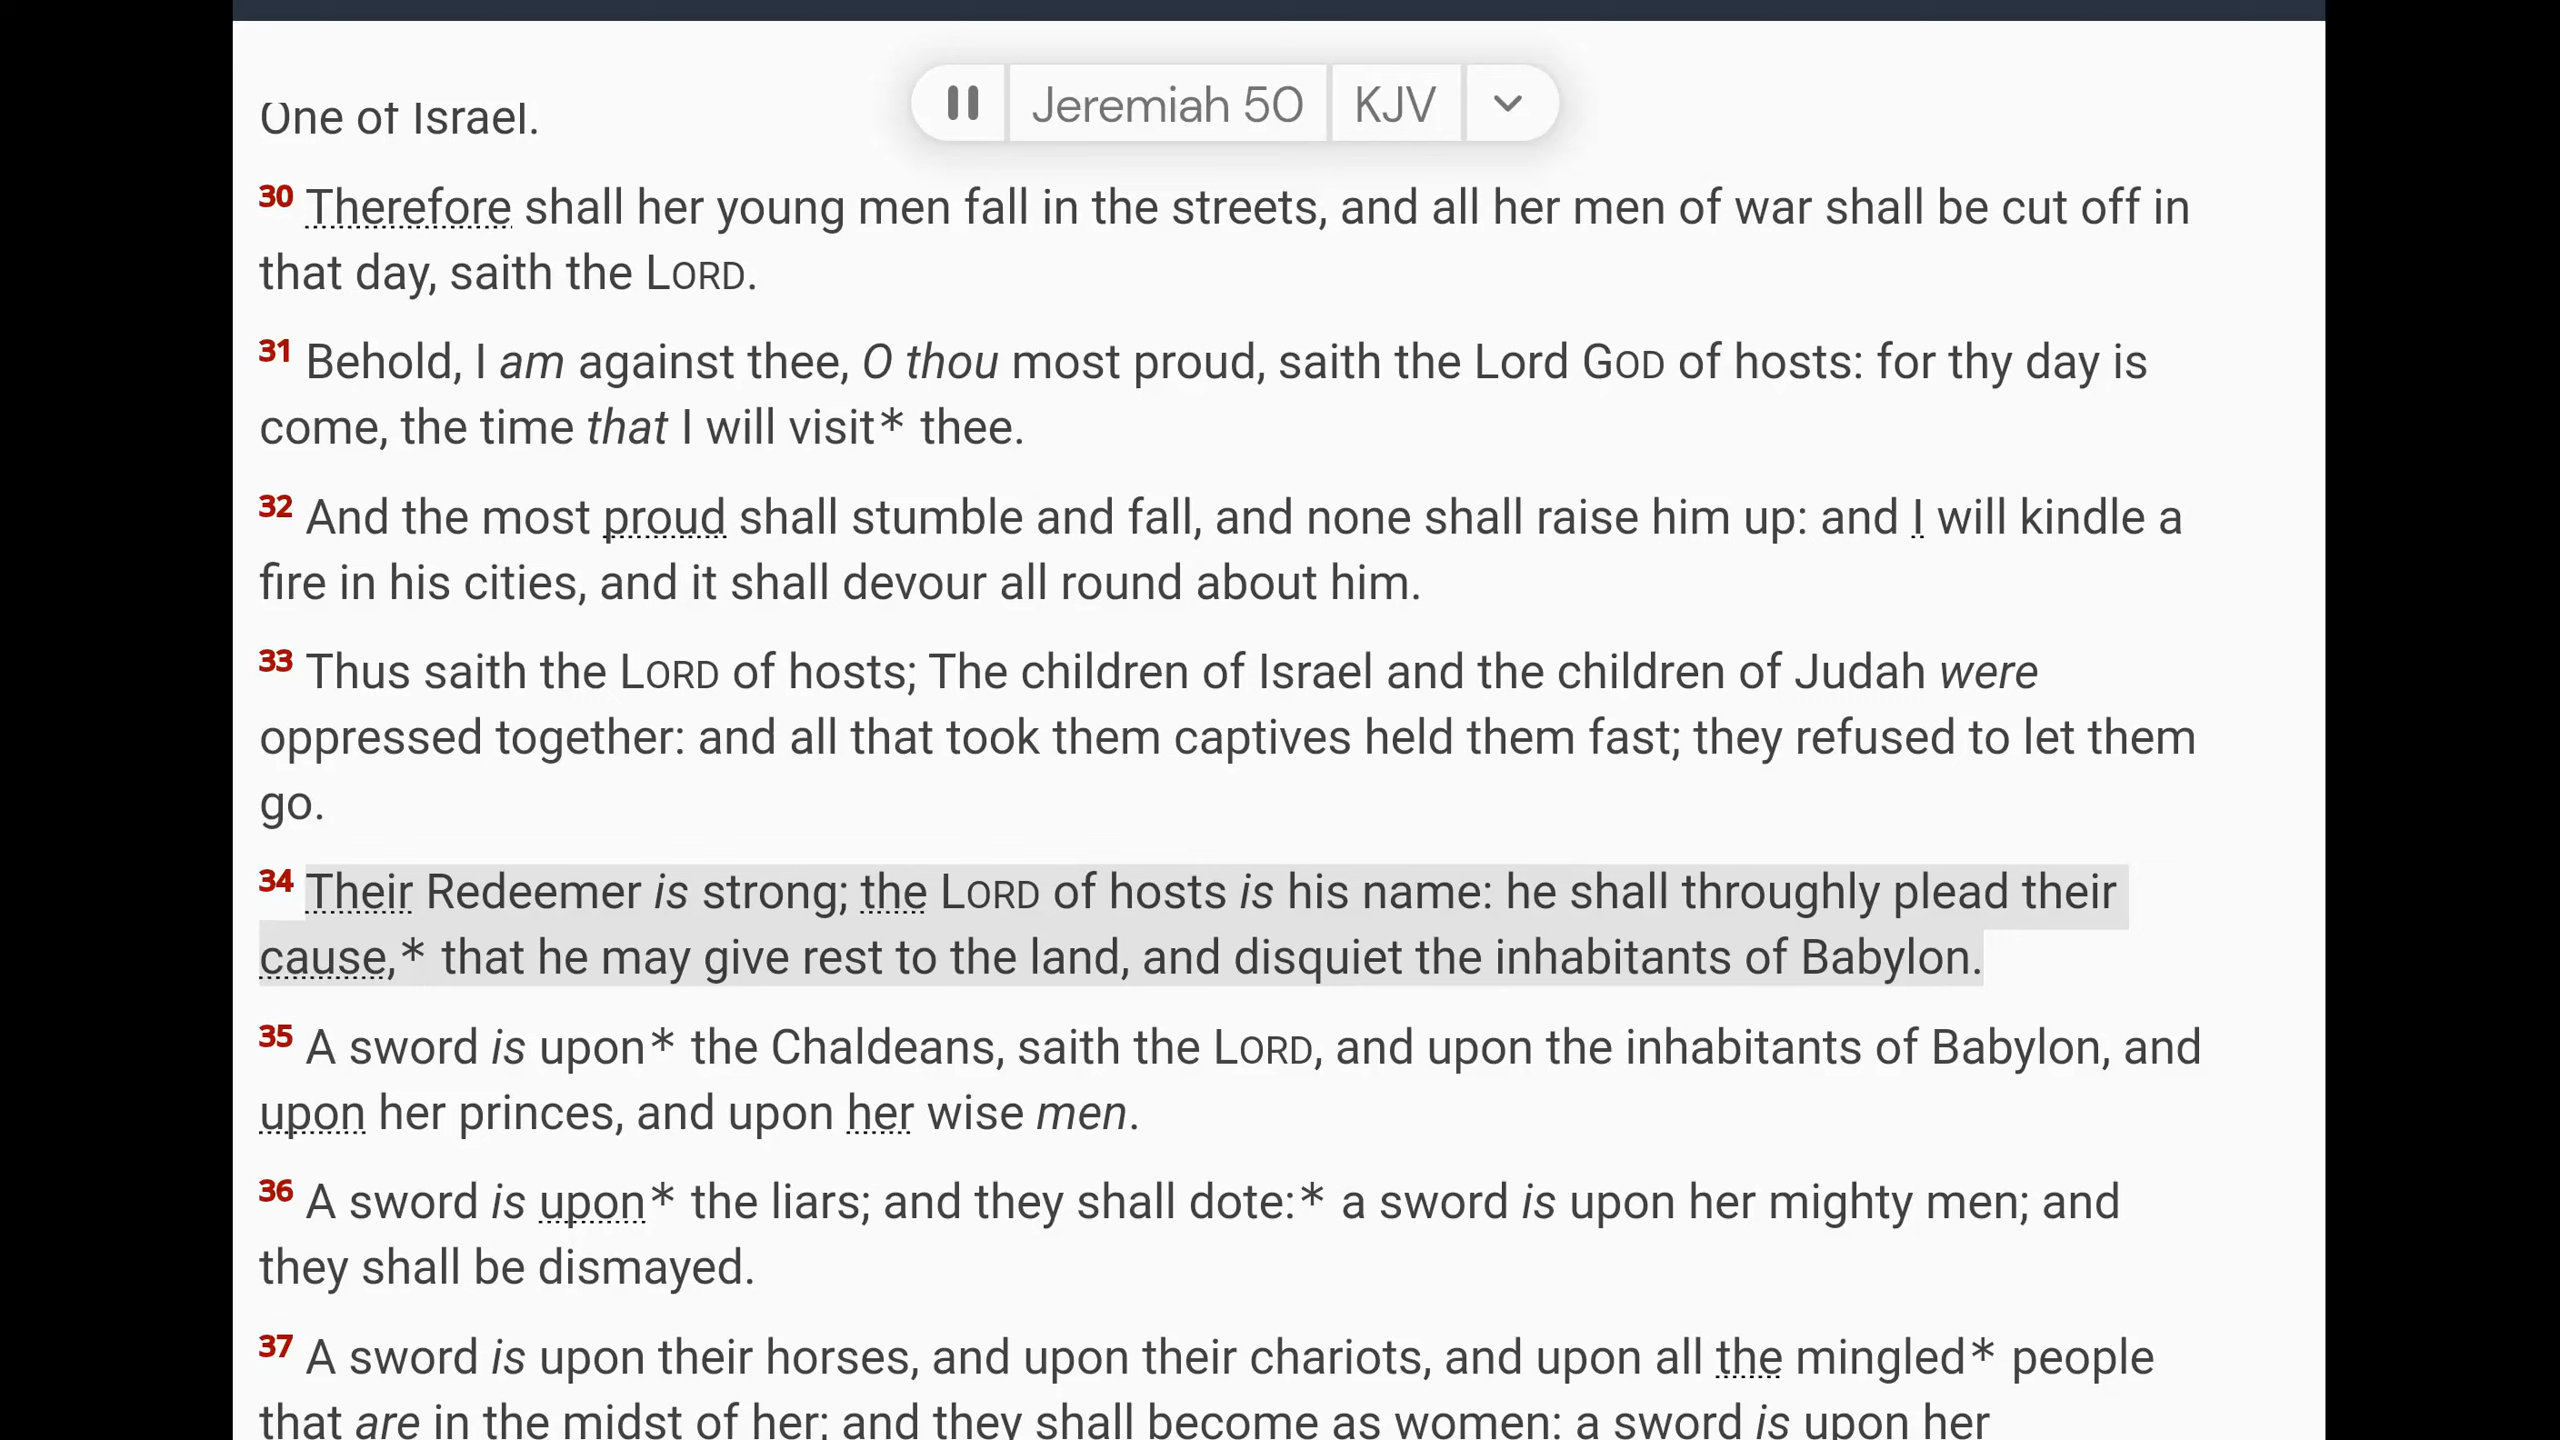 Jeremiah 50 KJV
One of Israel.
30 Therefore shall her young men fall in the streets, and all her men of war shall be cut off in
that day, saith the LORD.
31 Behold, I am against thee, O thou most proud, saith the Lord GOD of hosts: for thy day is
come, the time that I will visit* thee.
32 And the most proud shall stumble and fall, and none shall raise him up: and I will kindle a
fire in his cities, and it shall devour all round about him.
33 Thus saith the LORD of hosts; The children of Israel and the children of Judah were
oppressed together: and all that took them captives held them fast; they refused to let them
go.
34 Their Redeemer is strong; the LORD of hosts is his name: he shall throughly plead their
cause,* that he may give rest to the land, and disquiet the inhabitants of Babylon.
35 A sword is upon* the Chaldeans, saith the LORD, and upon the inhabitants of Babylon, and
upon her princes, and upon her wise men.
36 A sword is upon* the liars; and they shall dote:* a sword is upon her mighty men; and
they shall be dismayed.
37 A sword is upon their horses, and upon their chariots, and upon all the mingled* people
that are in the midst of her; and they shall become as women: a sword is upon her